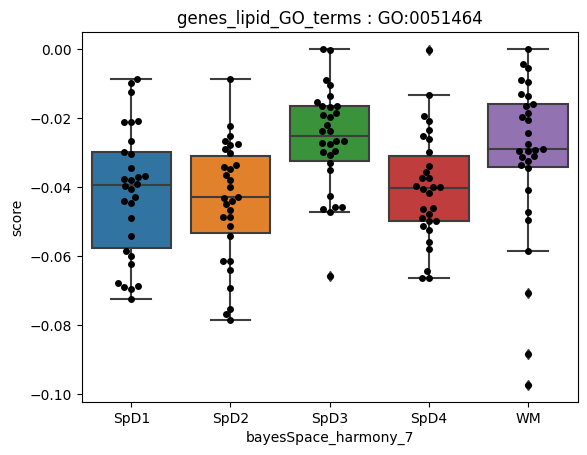 genes_lipid_GO_terms : GO:0051464
0.00
−0.02
−0.04
−0.06
−0.08
−0.10
score
SpD1 SpD2 SpD3 SpD4 WM
bayesSpace_harmony_7